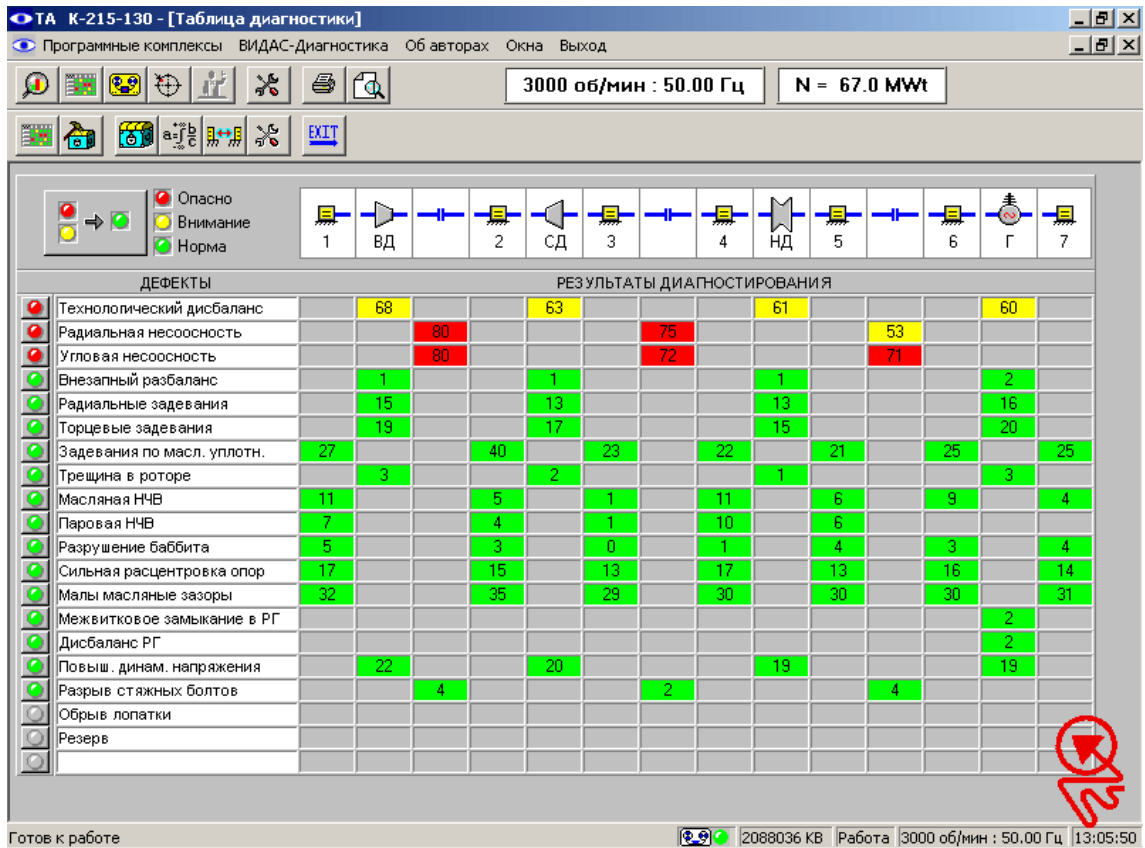 ТА К-215-130 - [Таблица диагностики]
Программные комплексы ВИДАС-Диагностика Об авторах Окна Выход
3000 об/мин : 50.00 Гц N = 67.0 MWt
EXIT
Опасно
Внимание
Норма
1 ВД 2 СД 3 4 НД 5 6 Г 7
ДЕФЕКТЫ РЕЗУЛЬТАТЫ ДИАГНОСТИРОВАНИЯ
Технологический дисбаланс 68 63 61 60
Радиальная несоосность 80 75 53
Угловая несоосность 80 72 71
Внезапный разбаланс 1 1 1 2
Радиальные задевания 15 13 13 16
Торцевые задевания 19 17 15 20
Задевания по масл. уплотн. 27 40 23 22 21 25 25
Трещина в роторе 3 2 1 3
Масляная НЧВ 11 5 1 11 6 9 4
Паровая НЧВ 7 4 1 10 6
Разрушение баббита 5 3 0 1 4 3 4
Сильная расцентровка опор 17 15 13 17 13 16 14
Малы масляные зазоры 32 35 29 30 30 30 31
Межвитковое замыкание в РГ 2
Дисбаланс РГ 2
Повыш. динам. напряжения 22 20 19 19
Разрыв стяжных болтов 4 2 4
Обрыв лопатки
Резерв
Готов к работе 2088036 KB Работа 3000 об/мин : 50.00 Гц 13:05:50